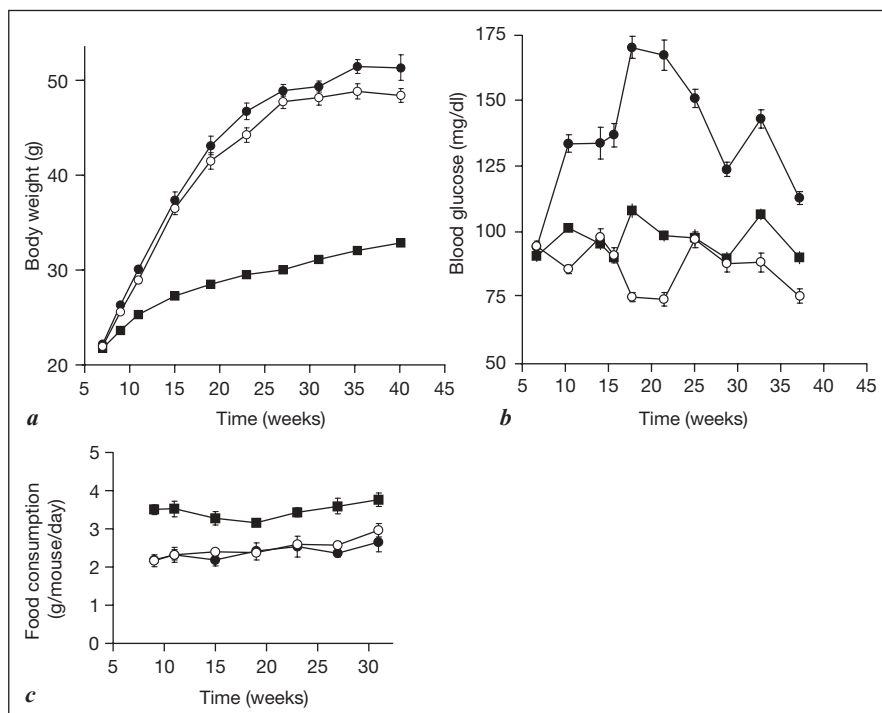 50
40
30
20
Body weight (g)
5 10 15 20 25 30 35 40 45
Time (weeks)
a
175
150
125
100
75
50
Blood glucose (mg/dl)
5 10 15 20 25 30 35 40 45
Time (weeks)
b
5
4
3
2
1
0
Food consumption
(g/mouse/day)
5 10 15 20 25 30
Time (weeks)
c